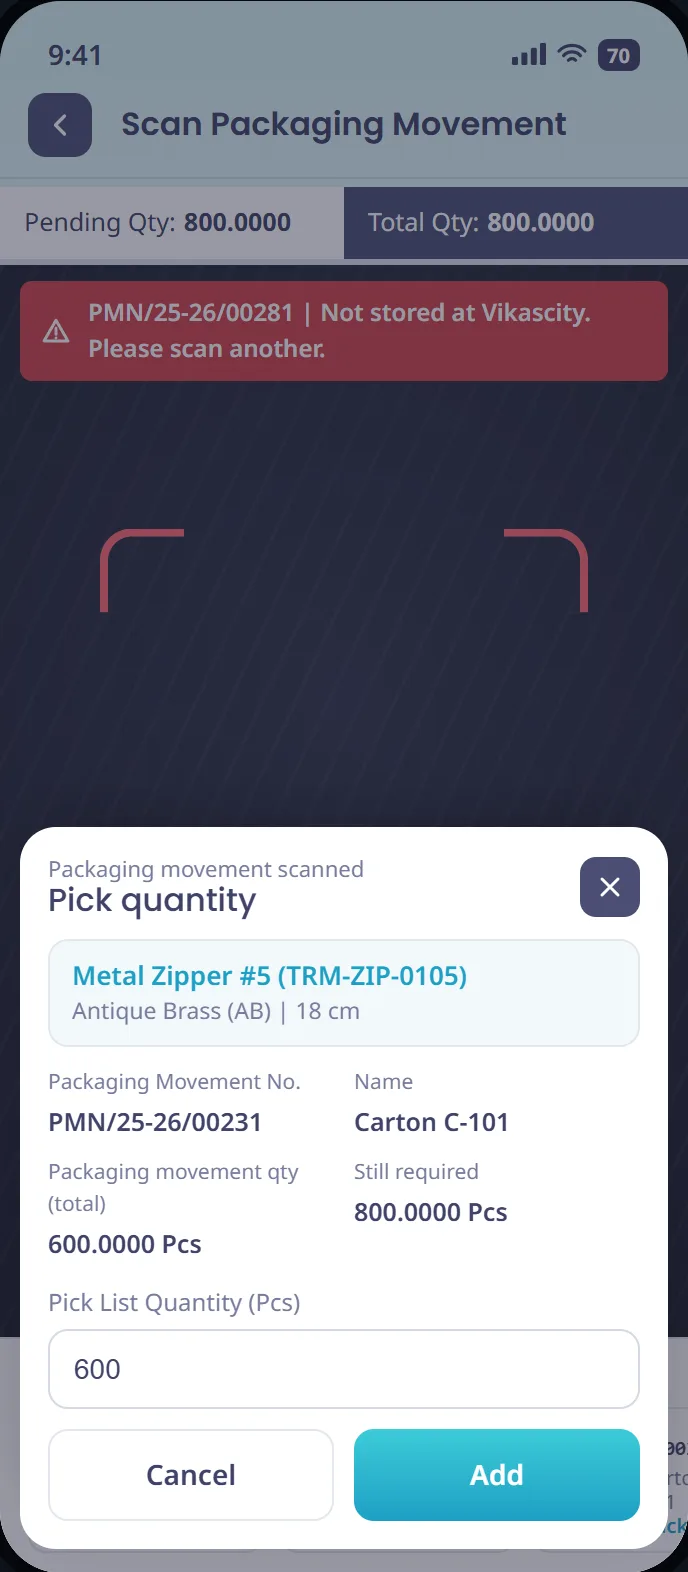 9:41
70
Scan Packaging Movement
Pending Qty: 800.0000
Total Qty: 800.0000
PMN/25-26/00281 | Not stored at Vikascity.
Please scan another.
Packaging movement scanned
Pick quantity
Metal Zipper #5 (TRM-ZIP-0105)
Antique Brass (AB) | 18 cm
Packaging Movement No.
PMN/25-26/00231
Name
Carton C-101
Packaging movement qty
(total)
600.0000 Pcs
Still required
800.0000 Pcs
Pick List Quantity (Pcs)
600
Cancel
Add